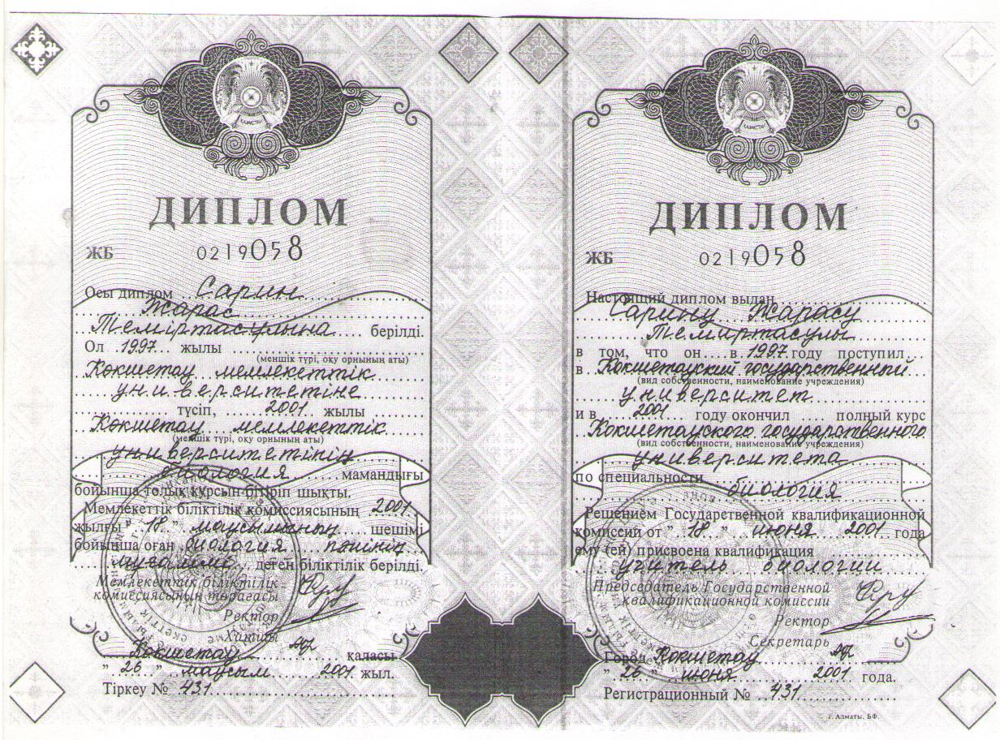 ДИПЛОМ
ЖБ 0219058
Осы диплом Сарин
Жарас
Теміртасұлына берілді.
Ол 1997 жылы
(меншік түрі, оқу орнының аты)
Көкшетау мемлекеттік
университетіне
түсіп, 2001 жылы
Көкшетау мемлекеттік
(меншік түрі, оқу орнының аты)
университетінің
биология мамандығы
бойынша толық курсын бітіріп шықты.
Мемлекеттік біліктілік комиссиясының 2001
жылғы " 18 " маусымының шешімі
бойынша оған биология пәнінің
мұғалімі деген біліктілік берілді.
Мемлекеттік біліктілік
комиссиясының төрағасы
Ректор
Хатшы
Көкшетау қаласы
" 26 " маусым 2001 жыл.
Тіркеу № 431
ДИПЛОМ
ЖБ 0219058
Настоящий диплом выдан
Сарину Жарасу
Темиртасулы
в том, что он в 1997 году поступил
в Кокшетауский государственный
(вид собственности, наименование учреждения)
университет
и в 2001 году окончил полный курс
Кокшетауского государственного
(вид собственности, наименование учреждения)
университета
по специальности
биология
Решением Государственной квалификационной
комиссии от " 18 " июня 2001 года
ему (ей) присвоена квалификация
учитель биологии
Председатель Государственной
квалификационной комиссии
Ректор
Секретарь
Город Кокшетау
" 26 " июня 2001 года.
Регистрационный № 431
г. Алматы, БФ.